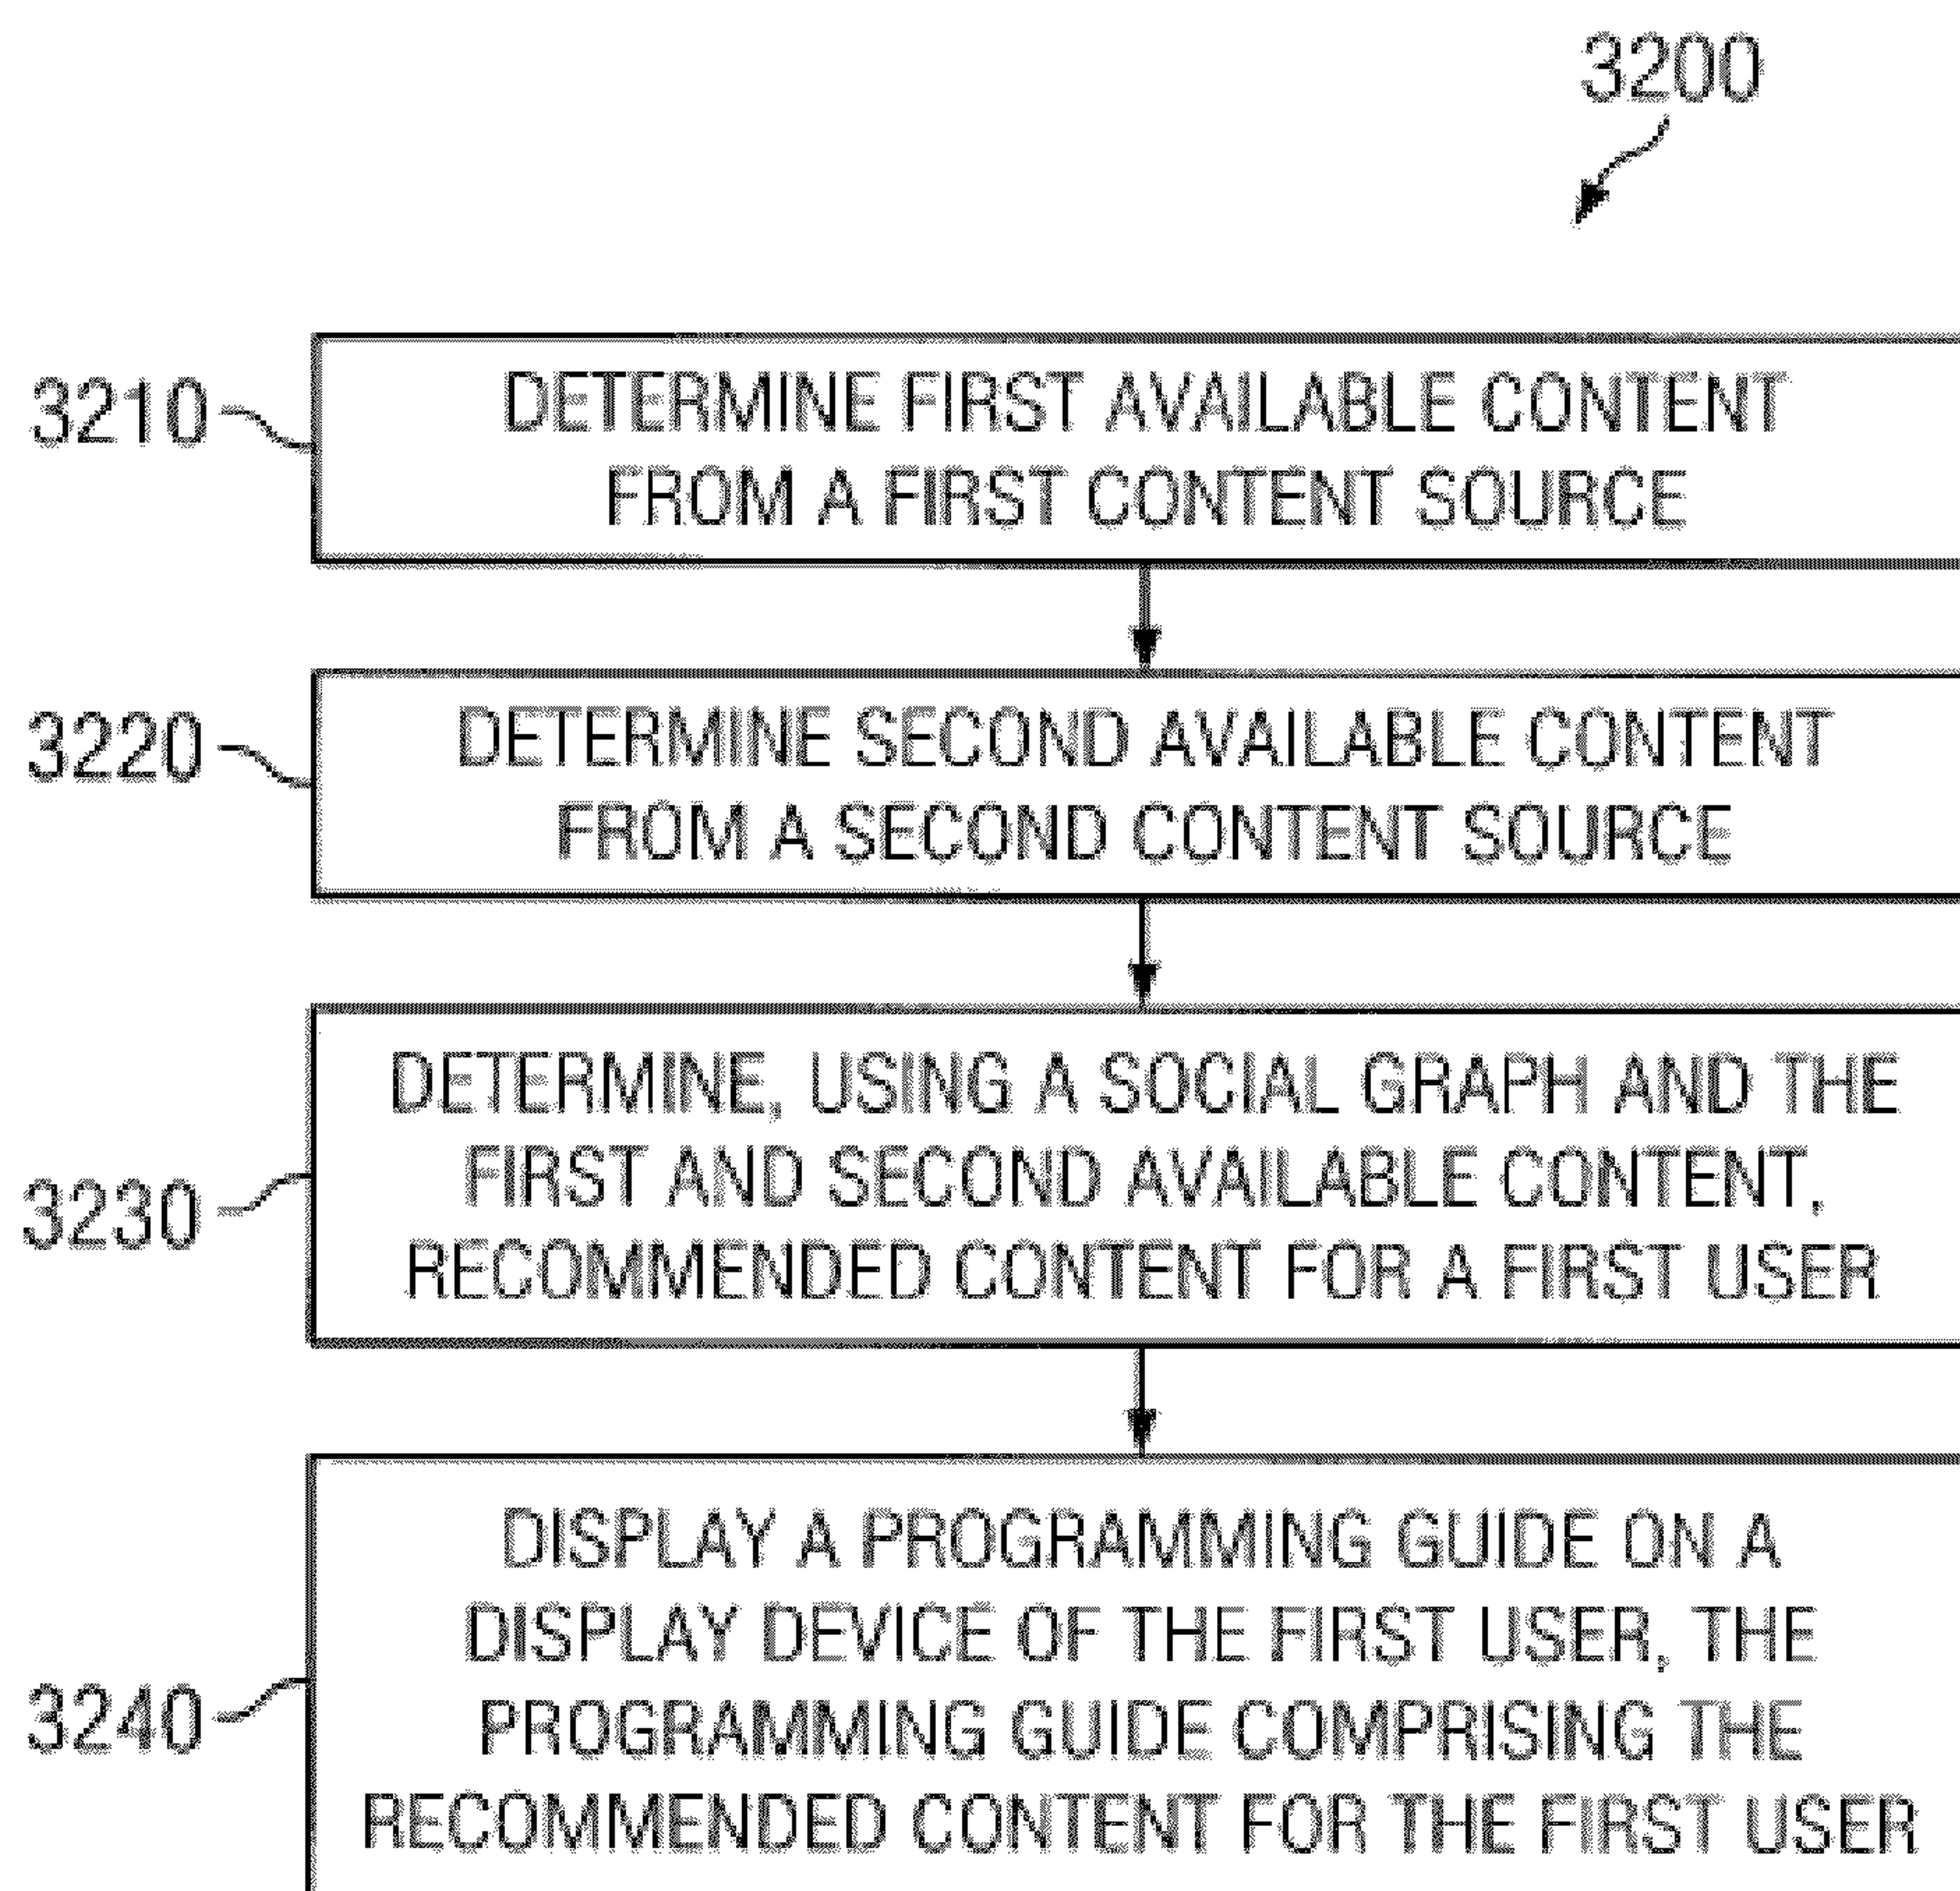 3200
3210
DETERMINE FIRST AVAILABLE CONTENT
FROM A FIRST CONTENT SOURCE
3220
DETERMINE SECOND AVAILABLE CONTENT
FROM A SECOND CONTENT SOURCE
3230
DETERMINE, USING A SOCIAL GRAPH AND THE
FIRST AND SECOND AVAILABLE CONTENT,
RECOMMENDED CONTENT FOR A FIRST USER
3240
DISPLAY A PROGRAMMING GUIDE ON A
DISPLAY DEVICE OF THE FIRST USER, THE
PROGRAMMING GUIDE COMPRISING THE
RECOMMENDED CONTENT FOR THE FIRST USER